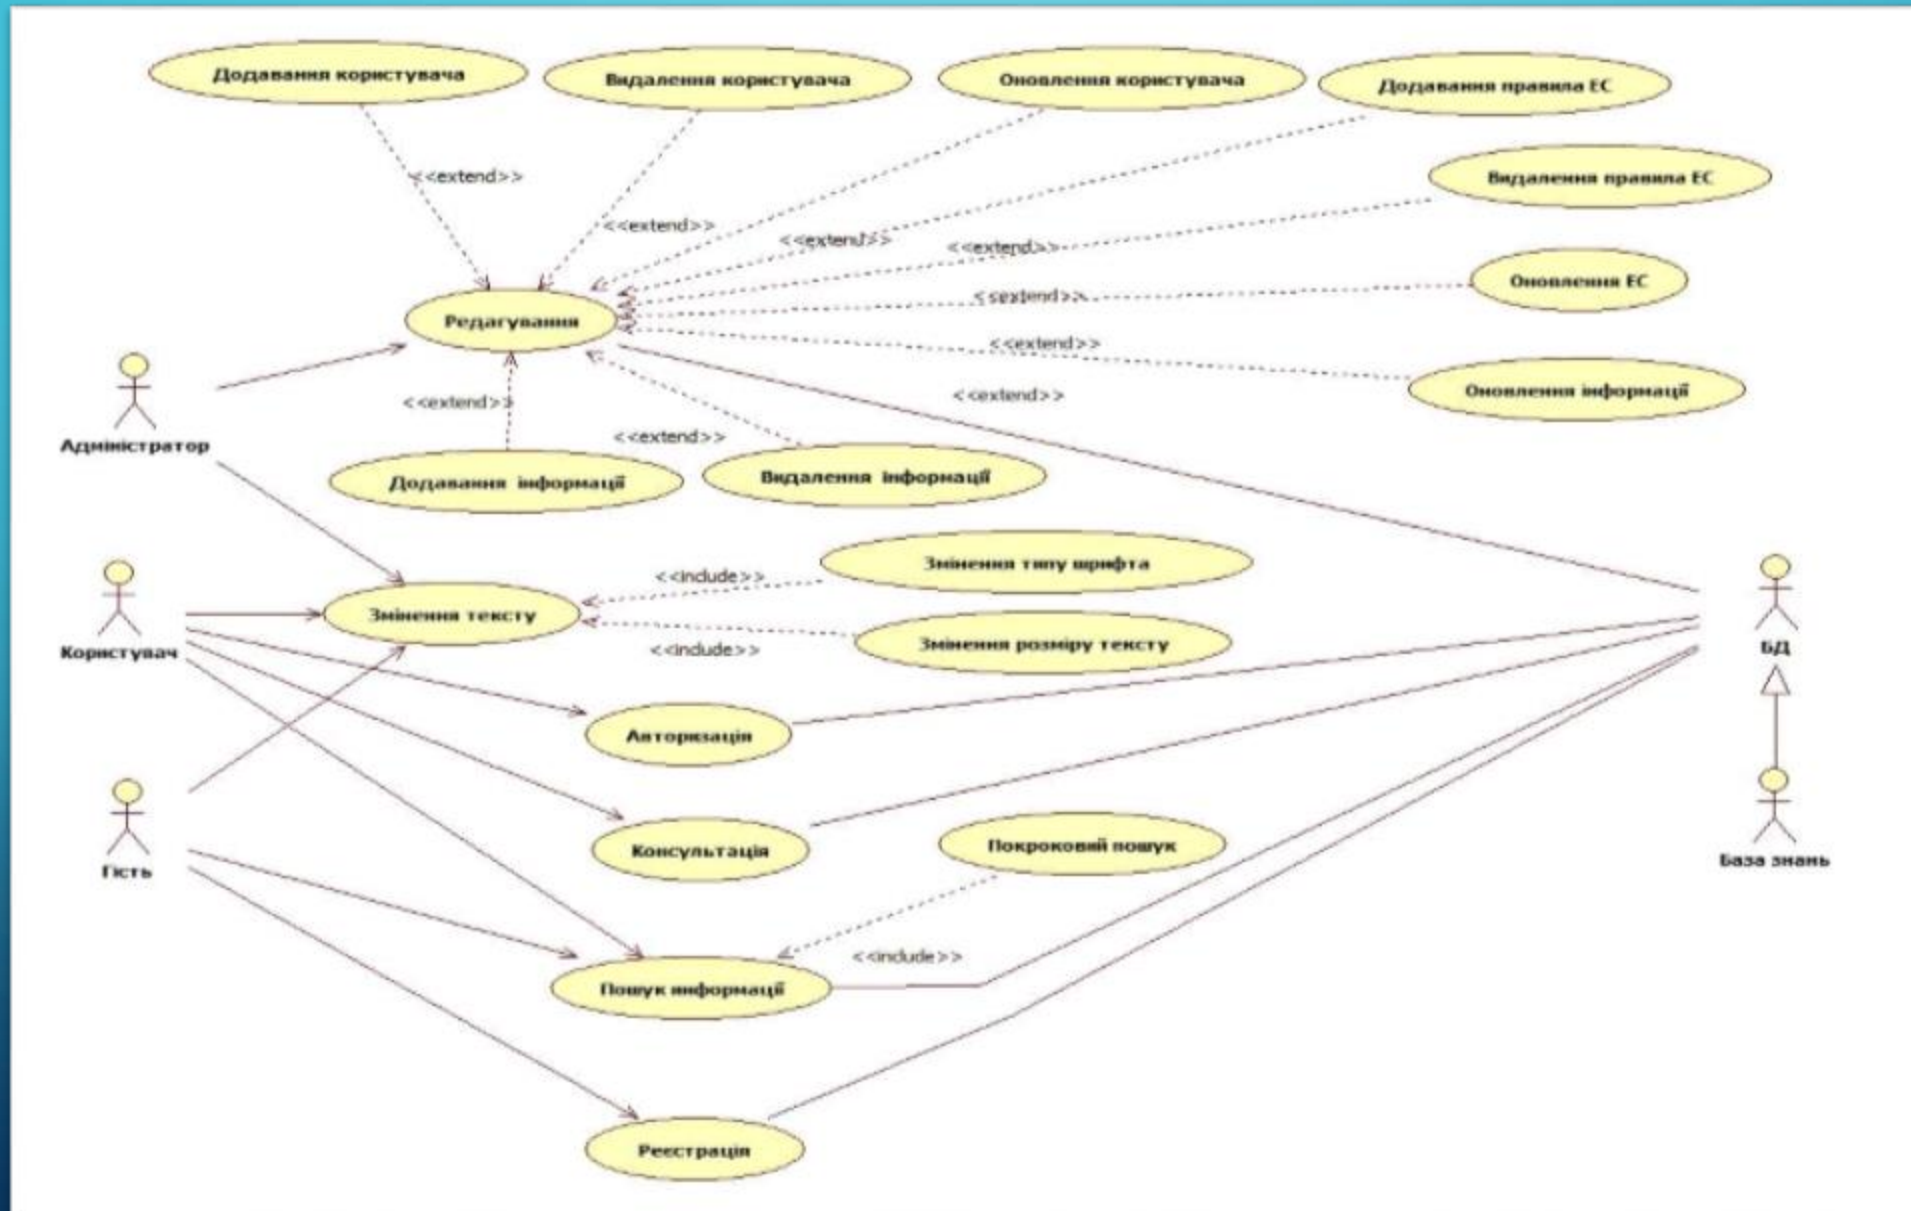 Додавання користувача
Видалення користувача
Оновлення користувача
Додавання правила ЕС
<<extend>>
Видалення правила ЕС
<<extend>>
<<extend>>
<<extend>>
Оновлення ЕС
<<extend>>
Редагування
<<extend>>
Оновлення інформації
<<extend>>
<<extend>>
<<extend>>
Адміністратор
Додавання інформації
Видалення інформації
Змінення типу шрифта
<<include>>
Змінення тексту
Змінення розміру тексту
<<include>>
Користувач
БД
Авторизація
Консультація
Покроковий пошук
База знань
Гість
<<include>>
Пошук информації
Реєстрація